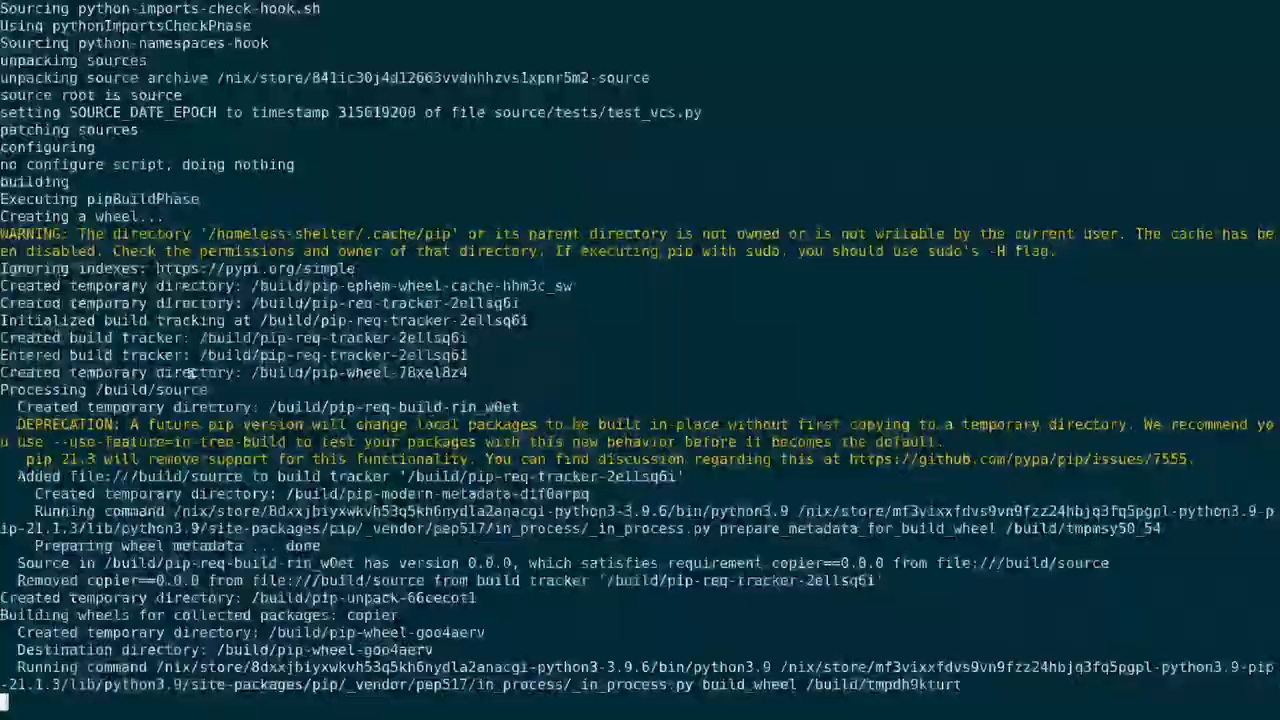 Sourcing python-imports-check-hook.sh
Using pythonImportsCheckPhase
Sourcing python-namespaces-hook
unpacking sources
unpacking source archive /nix/store/841ic30j4d12663vvdnhhzvs1xpnr5m2-source
source root is source
setting SOURCE_DATE_EPOCH to timestamp 315619200 of file source/tests/test_vcs.py
patching sources
configuring
no configure script, doing nothing
building
Executing pipBuildPhase
Creating a wheel...
WARNING: The directory '/homeless-shelter/.cache/pip' or its parent directory is not owned or is not writable by the current user. The cache has be
en disabled. Check the permissions and owner of that directory. If executing pip with sudo, you should use sudo's -H flag.
Ignoring indexes: https://pypi.org/simple
Created temporary directory: /build/pip-ephem-wheel-cache-hhm3c_sw
Created temporary directory: /build/pip-req-tracker-2ellsq6i
Initialized build tracking at /build/pip-req-tracker-2ellsq6i
Created build tracker: /build/pip-req-tracker-2ellsq6i
Entered build tracker: /build/pip-req-tracker-2ellsq6i
Created temporary directory: /build/pip-wheel-78xel8z4
Processing /build/source
Created temporary directory: /build/pip-req-build-rin_w0et
DEPRECATION: A future pip version will change local packages to be built in-place without first copying to a temporary directory. We recommend yo
u use --use-feature=in-tree-build to test your packages with this new behavior before it becomes the default.
pip 21.3 will remove support for this functionality. You can find discussion regarding this at https://github.com/pypa/pip/issues/7555.
Added file:///build/source to build tracker '/build/pip-req-tracker-2ellsq6i'
Created temporary directory: /build/pip-modern-metadata-dif0arpq
Running command /nix/store/8dxxjbiyxwkvh53q5kh6nydla2anacgi-python3-3.9.6/bin/python3.9 /nix/store/mf3vixxfdvs9vn9fzz24hbjq3fq5pgpl-python3.9-p
ip-21.1.3/lib/python3.9/site-packages/pip/_vendor/pep517/in_process/_in_process.py prepare_metadata_for_build_wheel /build/tmpmsy50_54
Preparing wheel metadata ... done
Source in /build/pip-req-build-rin_w0et has version 0.0.0, which satisfies requirement copier==0.0.0 from file:///build/source
Removed copier==0.0.0 from file:///build/source from build tracker '/build/pip-req-tracker-2ellsq6i'
Created temporary directory: /build/pip-unpack-66cecot1
Building wheels for collected packages: copier
Created temporary directory: /build/pip-wheel-goo4aerv
Destination directory: /build/pip-wheel-goo4aerv
Running command /nix/store/8dxxjbiyxwkvh53q5kh6nydla2anacgi-python3-3.9.6/bin/python3.9 /nix/store/mf3vixxfdvs9vn9fzz24hbjq3fq5pgpl-python3.9-pip
-21.1.3/lib/python3.9/site-packages/pip/_vendor/pep517/in_process/_in_process.py build_wheel /build/tmpdh9kturt